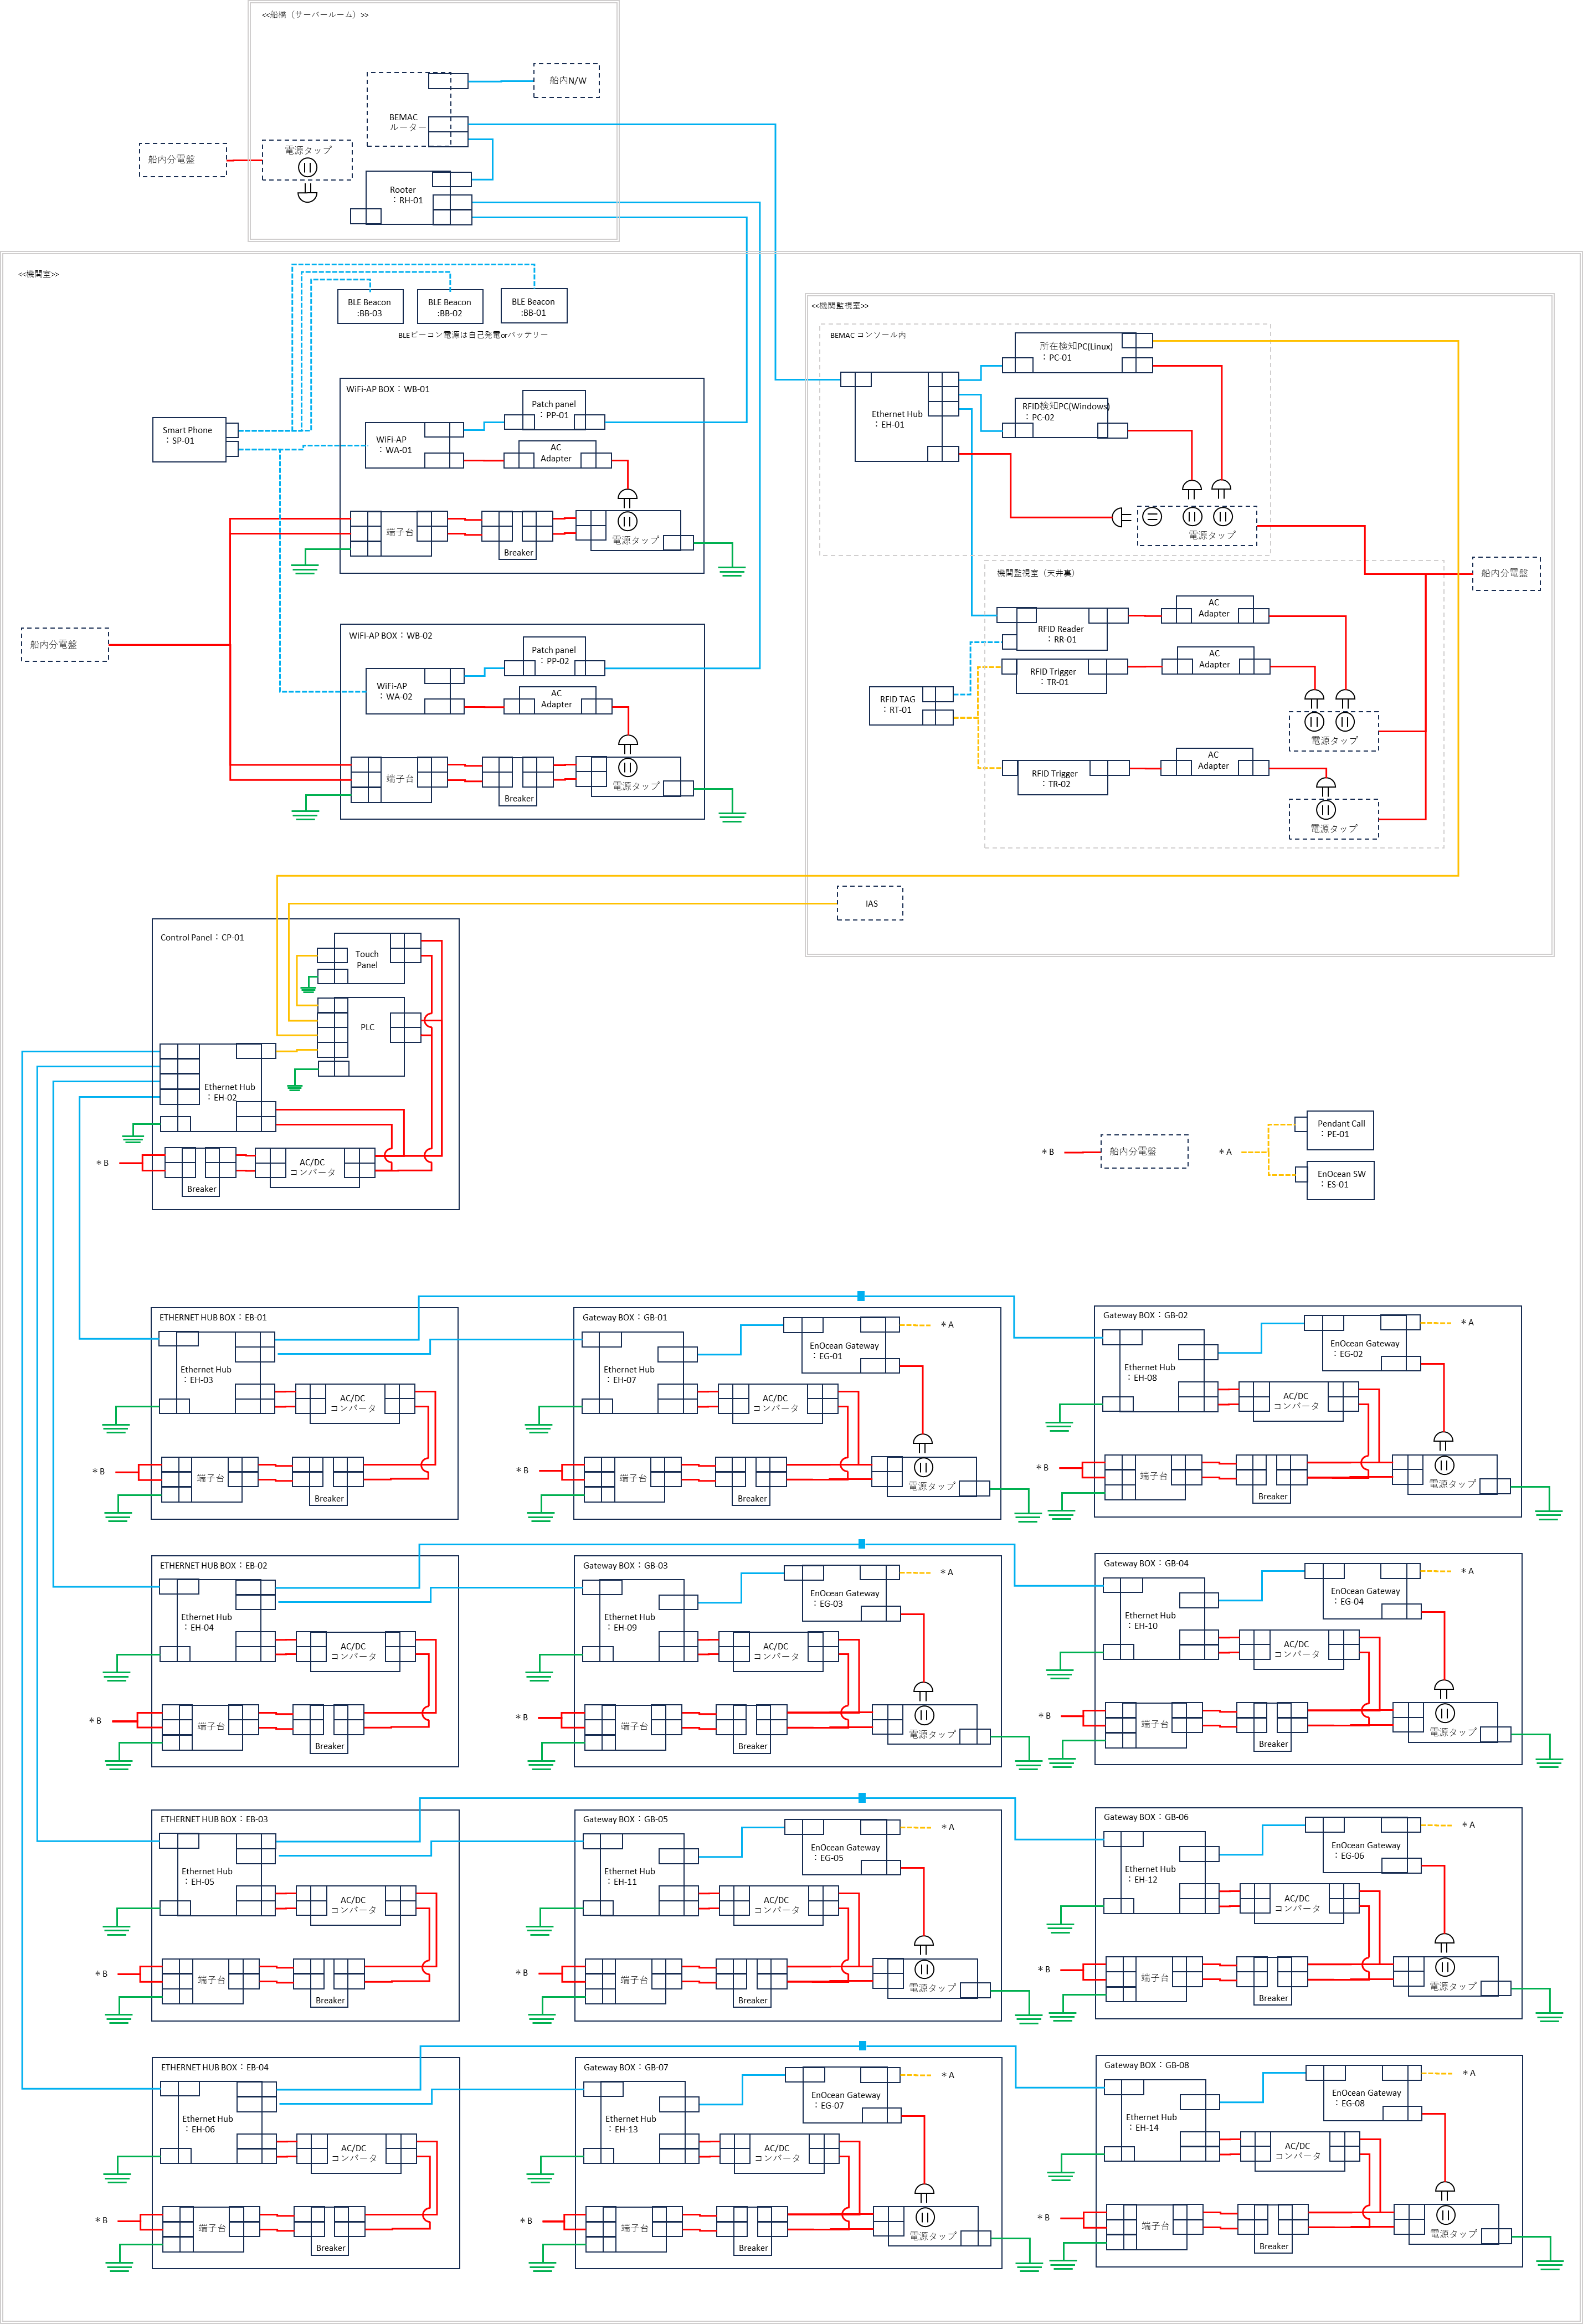 <<船橋（サーバールーム）>>
船内N/W
BEMAC
ルーター
電源タップ
船内分電盤
Rooter
：RH-01
<<機関室>>
BLE Beacon
:BB-03
BLE Beacon
:BB-02
BLE Beacon
:BB-01
BLEビーコン電源は自己発電orバッテリー
<<機関監視室>>
BEMAC コンソール内
所在検知PC(Linux)
：PC-01
Ethernet Hub
：EH-01
RFID検知PC(Windows)
：PC-02
電源タップ
船内分電盤
機関監視室（天井裏）
RFID Reader
：RR-01
AC
Adapter
RFID Trigger
：TR-01
AC
Adapter
RFID TAG
：RT-01
電源タップ
RFID Trigger
：TR-02
AC
Adapter
電源タップ
IAS
WiFi-AP BOX：WB-01
Smart Phone
：SP-01
Patch panel
：PP-01
WiFi-AP
：WA-01
AC
Adapter
端子台
Breaker
電源タップ
船内分電盤
WiFi-AP BOX：WB-02
Patch panel
：PP-02
WiFi-AP
：WA-02
AC
Adapter
端子台
Breaker
電源タップ
Control Panel：CP-01
Touch
Panel
PLC
Ethernet Hub
：EH-02
＊B
Breaker
AC/DC
コンバータ
＊B
船内分電盤
＊A
Pendant Call
：PE-01
EnOcean SW
：ES-01
ETHERNET HUB BOX：EB-01
Ethernet Hub
：EH-03
AC/DC
コンバータ
＊B
端子台
Breaker
Gateway BOX：GB-01
Ethernet Hub
：EH-07
EnOcean Gateway
：EG-01
＊A
AC/DC
コンバータ
＊B
端子台
Breaker
電源タップ
Gateway BOX：GB-02
Ethernet Hub
：EH-08
EnOcean Gateway
：EG-02
＊A
AC/DC
コンバータ
＊B
端子台
Breaker
電源タップ
ETHERNET HUB BOX：EB-02
Ethernet Hub
：EH-04
AC/DC
コンバータ
＊B
端子台
Breaker
Gateway BOX：GB-03
Ethernet Hub
：EH-09
EnOcean Gateway
：EG-03
＊A
AC/DC
コンバータ
＊B
端子台
Breaker
電源タップ
Gateway BOX：GB-04
Ethernet Hub
：EH-10
EnOcean Gateway
：EG-04
＊A
AC/DC
コンバータ
＊B
端子台
Breaker
電源タップ
ETHERNET HUB BOX：EB-03
Ethernet Hub
：EH-05
AC/DC
コンバータ
＊B
端子台
Breaker
Gateway BOX：GB-05
Ethernet Hub
：EH-11
EnOcean Gateway
：EG-05
＊A
AC/DC
コンバータ
＊B
端子台
Breaker
電源タップ
Gateway BOX：GB-06
Ethernet Hub
：EH-12
EnOcean Gateway
：EG-06
＊A
AC/DC
コンバータ
＊B
端子台
Breaker
電源タップ
ETHERNET HUB BOX：EB-04
Ethernet Hub
：EH-06
AC/DC
コンバータ
＊B
端子台
Breaker
Gateway BOX：GB-07
Ethernet Hub
：EH-13
EnOcean Gateway
：EG-07
＊A
AC/DC
コンバータ
＊B
端子台
Breaker
電源タップ
Gateway BOX：GB-08
Ethernet Hub
：EH-14
EnOcean Gateway
：EG-08
＊A
AC/DC
コンバータ
＊B
端子台
Breaker
電源タップ